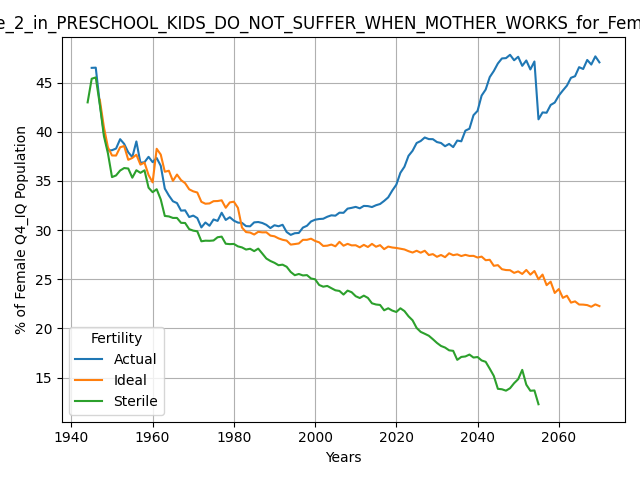 e_2_in_PRESCHOOL_KIDS_DO_NOT_SUFFER_WHEN_MOTHER_WORKS_for_Fem
% of Female Q4_IQ Population
45
40
35
30
25
20
15
Fertility
Actual
Ideal
Sterile
1940 1960 1980 2000 2020 2040 2060
Years